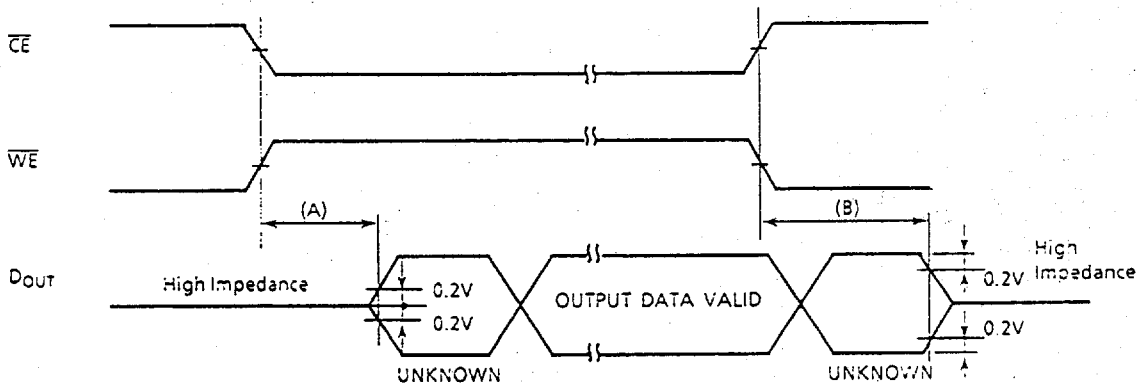 CE
WE
(A)
(B)
DOUT
High Impedance
0.2V
0.2V
OUTPUT DATA VALID
High
Impedance
0.2V
0.2V
UNKNOWN
UNKNOWN